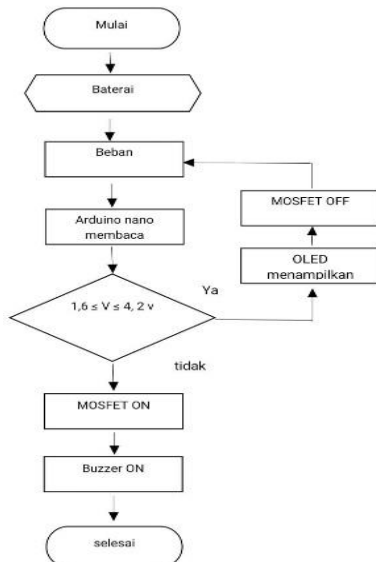 Mulai
Baterai
Beban
Arduino nano
membaca
1,6 ≤ V ≤ 4, 2 v
Ya
OLED
menampilkan
MOSFET OFF
tidak
MOSFET ON
Buzzer ON
selesai